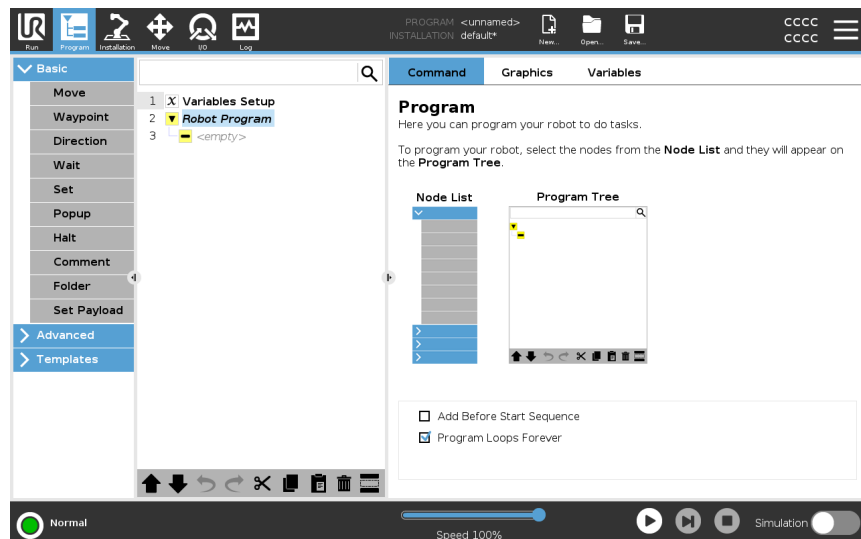 PROGRAM <unnamed>
INSTALLATION default*
CCCC
CCCC
UR
Run
Program
Installation
Move
I/O
Log
New...
Open...
Save...
Basic
Move
Waypoint
Direction
Wait
Set
Popup
Halt
Comment
Folder
Set Payload
Advanced
Templates
1 X Variables Setup
2 Robot Program
3 <empty>
Command Graphics Variables
Program
Here you can program your robot to do tasks.
To program your robot, select the nodes from the Node List and they will appear on
the Program Tree.
Node List Program Tree
Add Before Start Sequence
Program Loops Forever
Normal
Speed 100%
Simulation